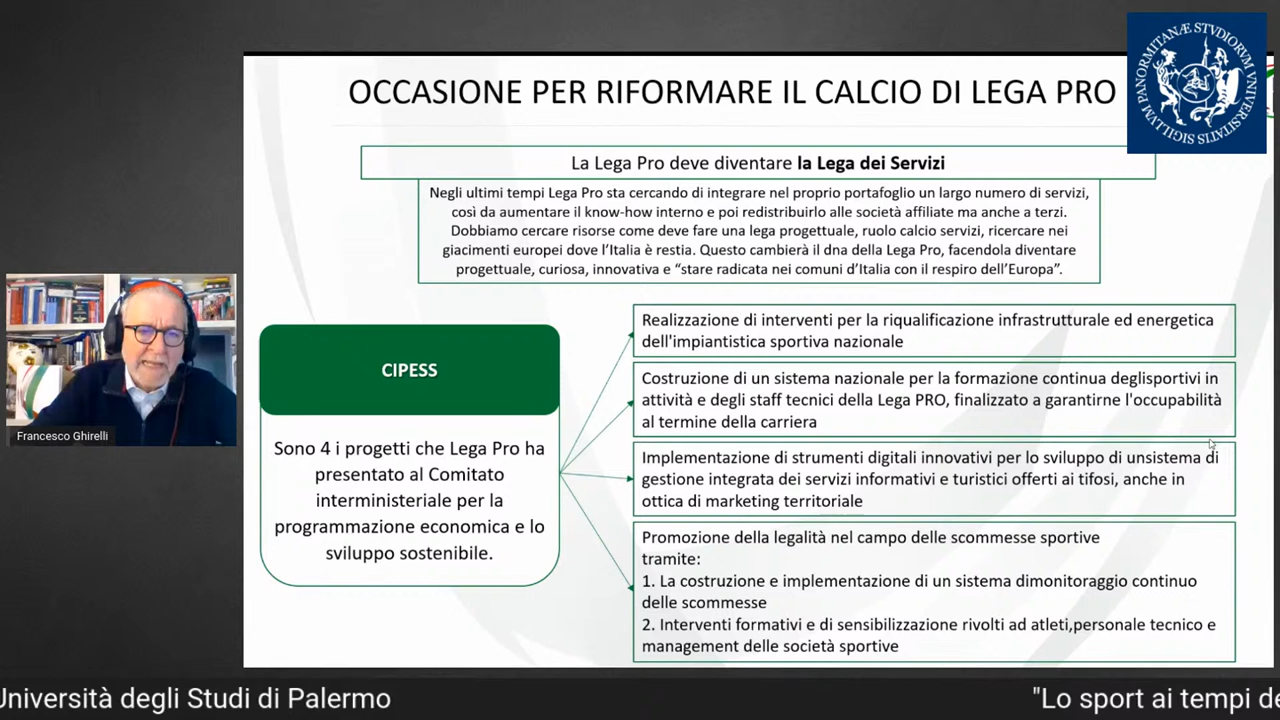 OCCASIONE PER RIFORMARE IL CALCIO DI LEGA PRO
SIGILLVM PANORMITANÆ STVDIORVM VNIVERSITATIS
La Lega Pro deve diventare la Lega dei Servizi
Negli ultimi tempi Lega Pro sta cercando di integrare nel proprio portafoglio un largo numero di servizi,
così da aumentare il know-how interno e poi redistribuirlo alle società affiliate ma anche a terzi.
Dobbiamo cercare risorse come deve fare una lega progettuale, ruolo calcio servizi, ricercare nei
giacimenti europei dove l'Italia è restia. Questo cambierà il dna della Lega Pro, facendola diventare
progettuale, curiosa, innovativa e “stare radicata nei comuni d'Italia con il respiro dell'Europa”.
CIPESS
Sono 4 i progetti che Lega Pro ha
presentato al Comitato
interministeriale per la
programmazione economica e lo
sviluppo sostenibile.
Realizzazione di interventi per la riqualificazione infrastrutturale ed energetica
dell'impiantistica sportiva nazionale
Costruzione di un sistema nazionale per la formazione continua deglisportivi in
attività e degli staff tecnici della Lega PRO, finalizzato a garantirne l'occupabilità
al termine della carriera
Implementazione di strumenti digitali innovativi per lo sviluppo di unsistema di
gestione integrata dei servizi informativi e turistici offerti ai tifosi, anche in
ottica di marketing territoriale
Promozione della legalità nel campo delle scommesse sportive
tramite:
1. La costruzione e implementazione di un sistema dimonitoraggio continuo
delle scommesse
2. Interventi formativi e di sensibilizzazione rivolti ad atleti,personale tecnico e
management delle società sportive
Francesco Ghirelli
Università degli Studi di Palermo
"Lo sport ai tempi de